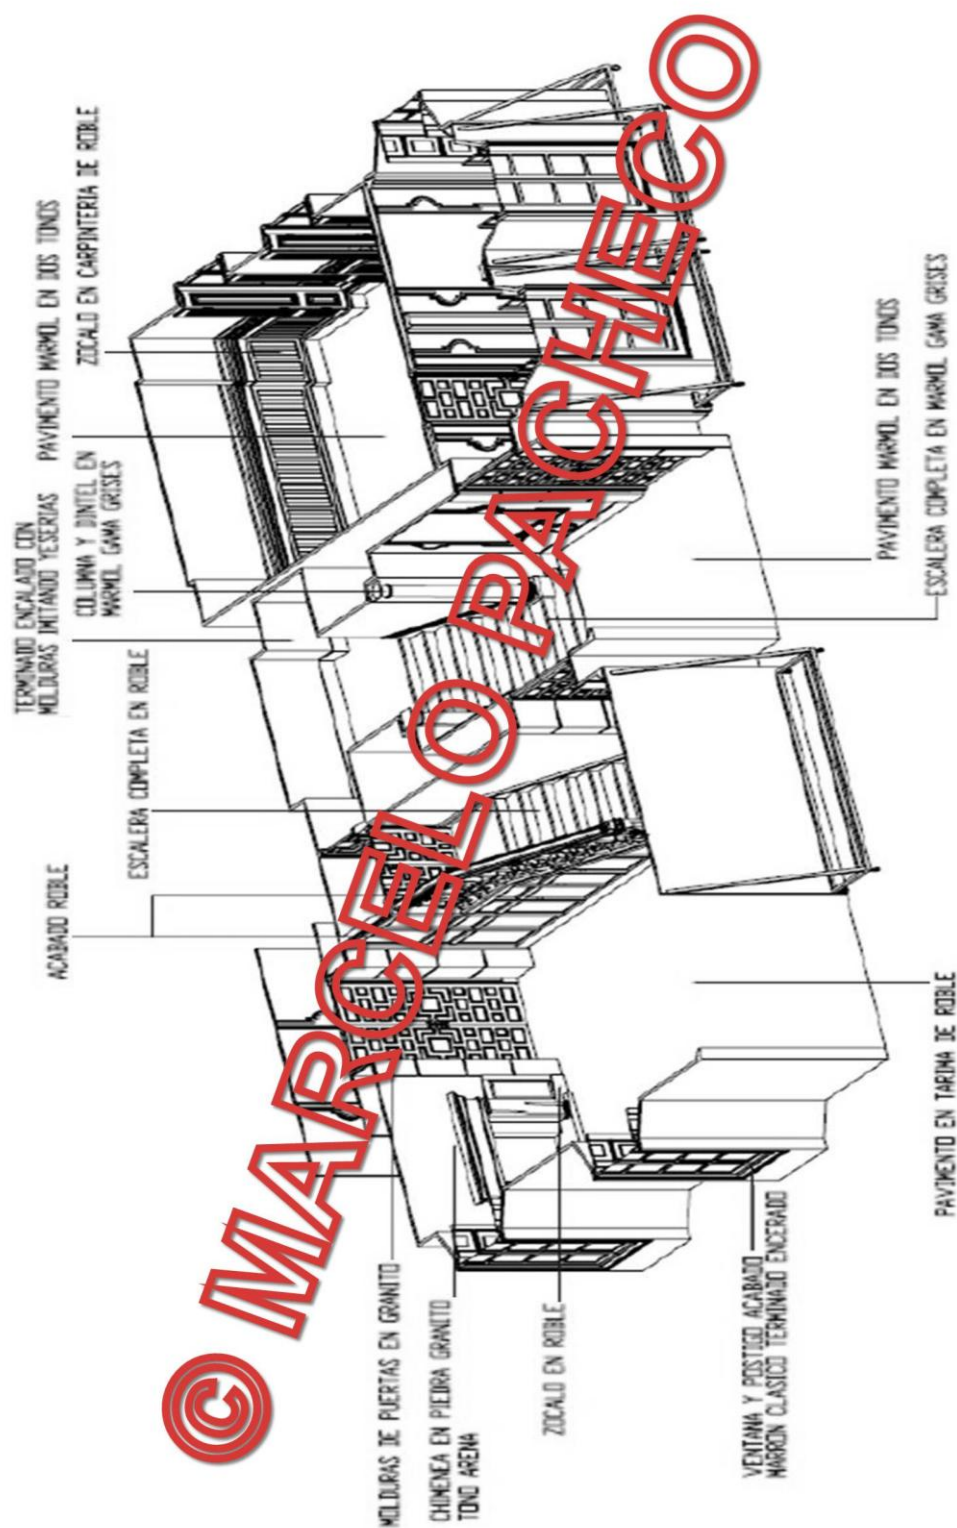 TERMINADO ENCALADO CON
MOLDURAS IMITANDO YESERIAS
PAVIMENTO MARMOL EN DOS TONOS
ZOCALO EN CARPINTERIA DE ROBLE
COLUMNA Y DINTEL EN
MARMOL GAMA GRISES
ESCALERA COMPLETA EN ROBLE
ACABADO ROBLE
MOLDURAS DE PUERTAS EN GRANITO
CHIMENEA EN PIEDRA GRANITO
TONO ARENA
ZOCALO EN ROBLE
VENTANA Y POSTIGO ACABADO
MARRON CLASICO TERMINADO ENCERADO
PAVIMENTO EN TARIMA DE ROBLE
PAVIMENTO MARMOL EN DOS TONOS
ESCALERA COMPLETA EN MARMOL GAMA GRISES
© MARCELO PACHECO